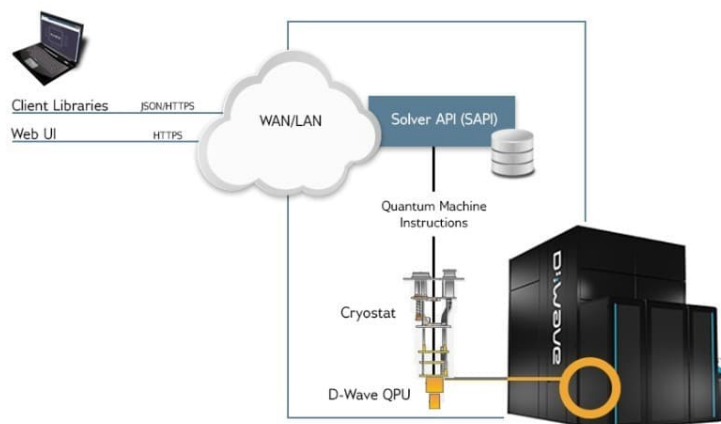 Client Libraries
JSON/HTTPS
Web UI
HTTPS
WAN/LAN
Solver API (SAPI)
Quantum Machine
Instructions
Cryostat
D-Wave QPU
D:Wave